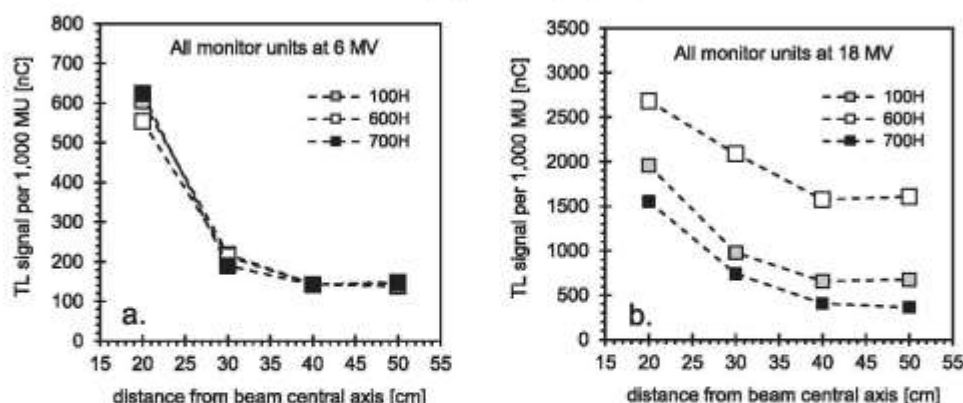 All monitor units at 6 MV
100H
600H
700H
TL signal per 1,000 MU [nC]
800
700
600
500
400
300
200
100
0
a.
15 20 25 30 35 40 45 50 55
distance from beam central axis [cm]
All monitor units at 18 MV
100H
600H
700H
TL signal per 1,000 MU [nC]
3500
3000
2500
2000
1500
1000
500
0
b.
15 20 25 30 35 40 45 50 55
distance from beam central axis [cm]